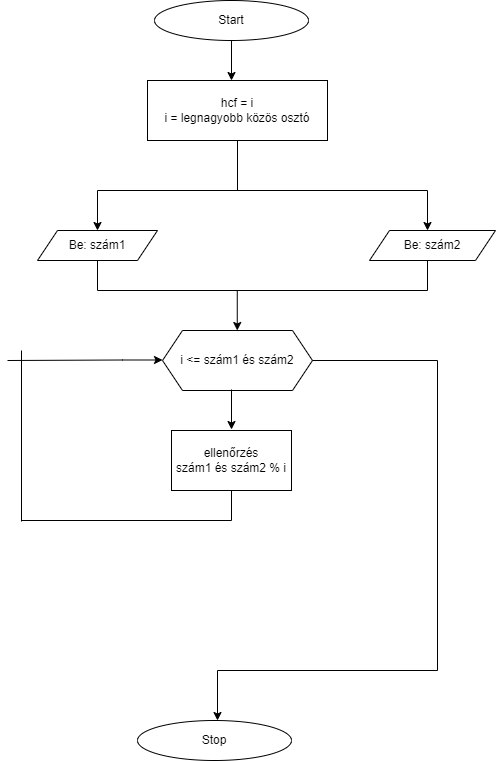 Start
hcf = i
i = legnagyobb közös osztó
Be: szám1
Be: szám2
i <= szám1 és szám2
ellenőrzés
szám1 és szám2 % i
Stop